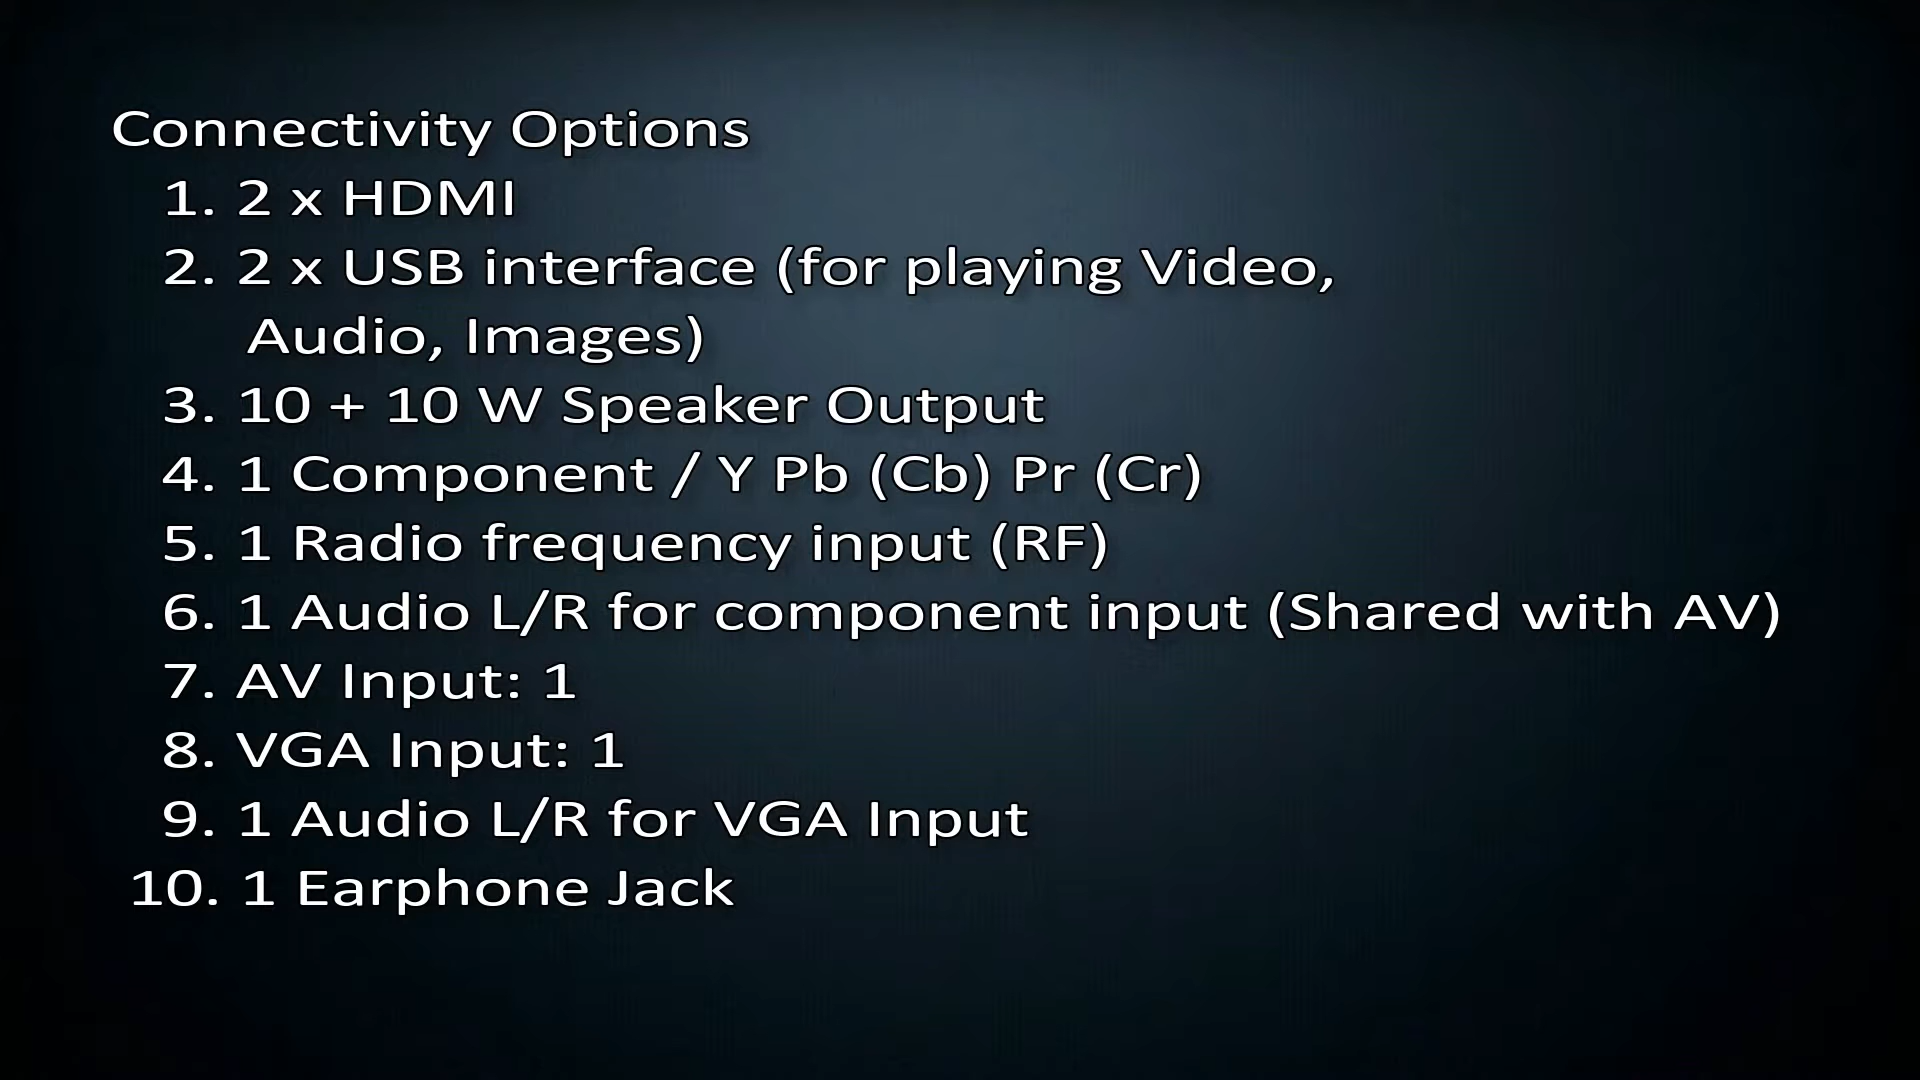 Connectivity Options
1. 2 x HDMI
2. 2 x USB interface (for playing Video,
Audio, Images)
3. 10 + 10 W Speaker Output
4. 1 Component / Y Pb (Cb) Pr (Cr)
5. 1 Radio frequency input (RF)
6. 1 Audio L/R for component input (Shared with AV)
7. AV Input: 1
8. VGA Input: 1
9. 1 Audio L/R for VGA Input
10. 1 Earphone Jack